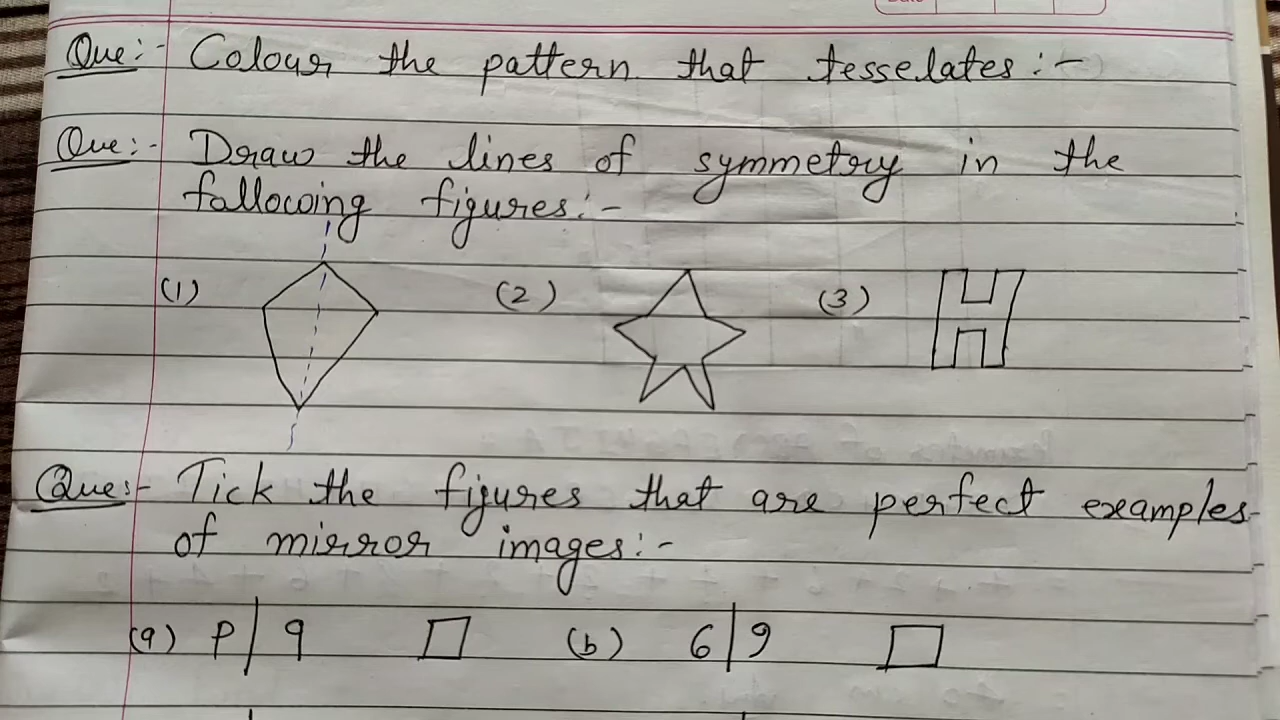 Date
Que:- Colour the pattern that tesselates:-
Que:- Draw the lines of symmetry in the
following figures:-
(1) (2) (3)
Que:- Tick the figures that are perfect examples
of mirror images:-
(a) P | q (b) 6 | 9